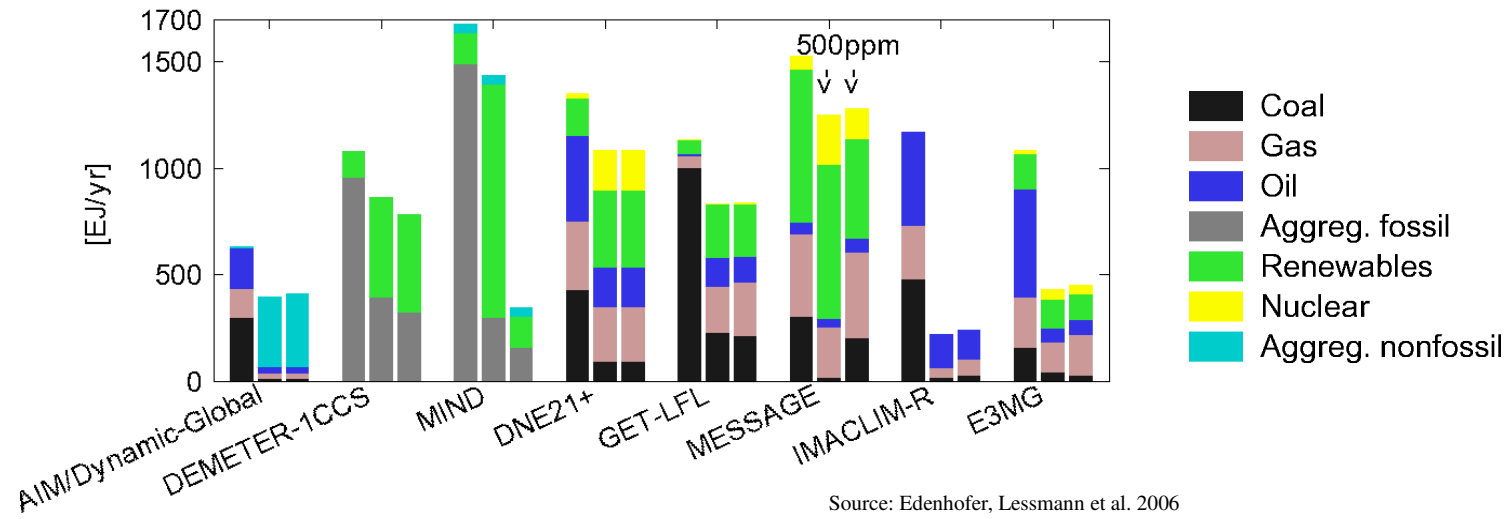 1700
500ppm
1500
1000
500
0
[EJ/yr]
AIM/Dynamic-Global
DEMETER-1CCS
MIND
DNE21+
GET-LFL
MESSAGE
IMACLIM-R
E3MG
Coal
Gas
Oil
Aggreg. fossil
Renewables
Nuclear
Aggreg. nonfossil
Source: Edenhofer, Lessmann et al. 2006